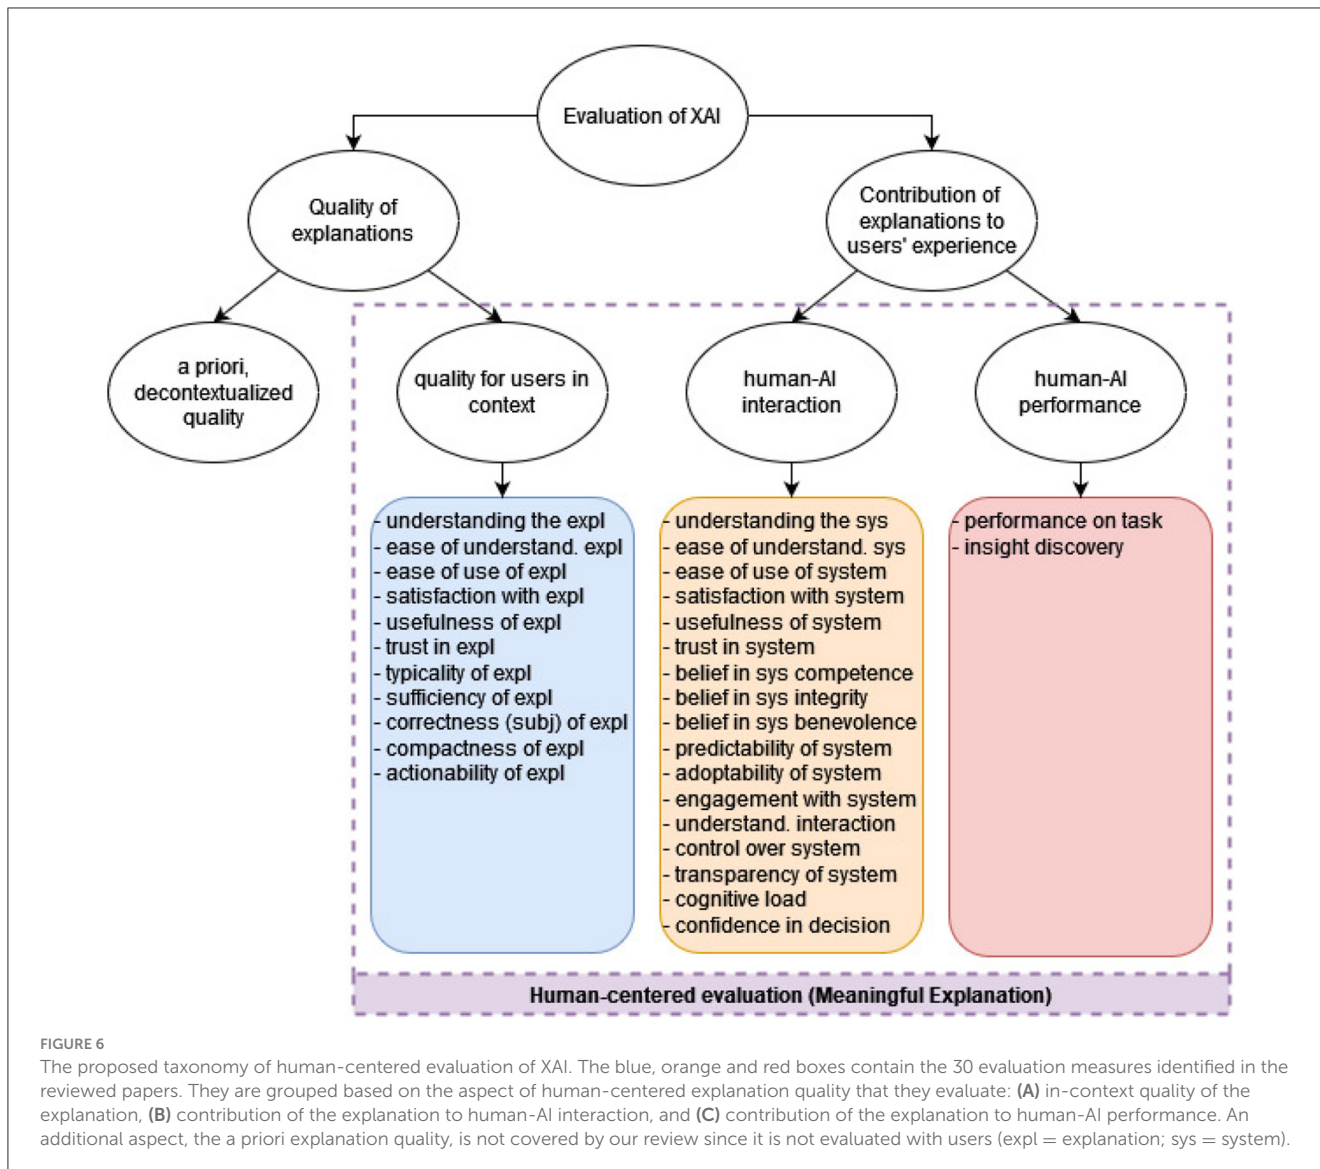 Evaluation of XAI
Quality of
explanations
Contribution of
explanations to
users' experience
a priori,
decontextualized
quality
quality for users in
context
human-AI
interaction
human-AI
performance
- understanding the expl
- ease of understand. expl
- ease of use of expl
- satisfaction with expl
- usefulness of expl
- trust in expl
- typicality of expl
- sufficiency of expl
- correctness (subj) of expl
- compactness of expl
- actionability of expl
- understanding the sys
- ease of understand. sys
- ease of use of system
- satisfaction with system
- usefulness of system
- trust in system
- belief in sys competence
- belief in sys integrity
- belief in sys benevolence
- predictability of system
- adoptability of system
- engagement with system
- understand. interaction
- control over system
- transparency of system
- cognitive load
- confidence in decision
- performance on task
- insight discovery
Human-centered evaluation (Meaningful Explanation)
FIGURE 6
The proposed taxonomy of human-centered evaluation of XAI. The blue, orange and red boxes contain the 30 evaluation measures identified in the
reviewed papers. They are grouped based on the aspect of human-centered explanation quality that they evaluate: (A) in-context quality of the
explanation, (B) contribution of the explanation to human-AI interaction, and (C) contribution of the explanation to human-AI performance. An
additional aspect, the a priori explanation quality, is not covered by our review since it is not evaluated with users (expl = explanation; sys = system).